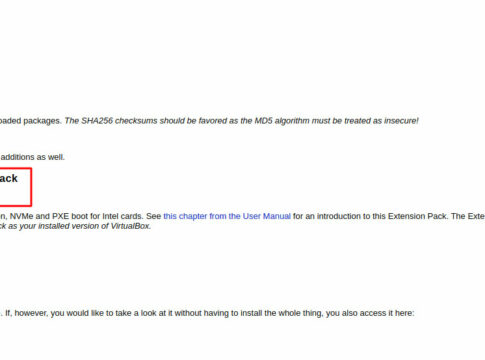 oaded packages. The SHA256 checksums should be favored as the MD5 algorithm must be treated as insecure!
additions as well.
ack
n, NVMe and PXE boot for Intel cards. See this chapter from the User Manual for an introduction to this Extension Pack. The Exte
ck as your installed version of VirtualBox.
. If, however, you would like to take a look at it without having to install the whole thing, you also access it here: